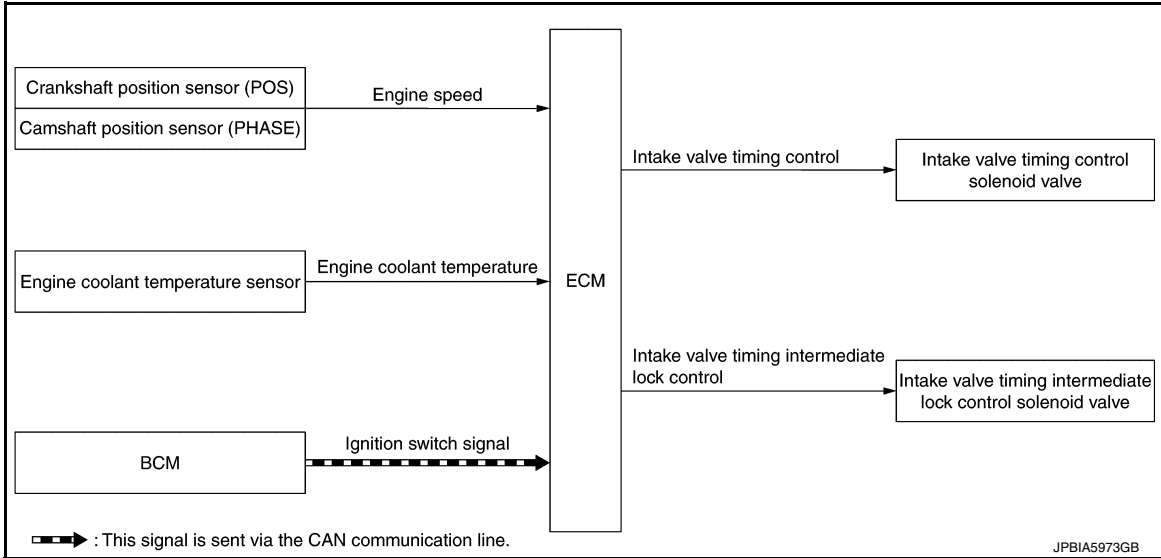 Crankshaft position sensor (POS)
Camshaft position sensor (PHASE)
Engine speed
Engine coolant temperature sensor
Engine coolant temperature
BCM
Ignition switch signal
ECM
Intake valve timing control
Intake valve timing control
solenoid valve
Intake valve timing intermediate
lock control
Intake valve timing intermediate
lock control solenoid valve
: This signal is sent via the CAN communication line.
JPBIA5973GB